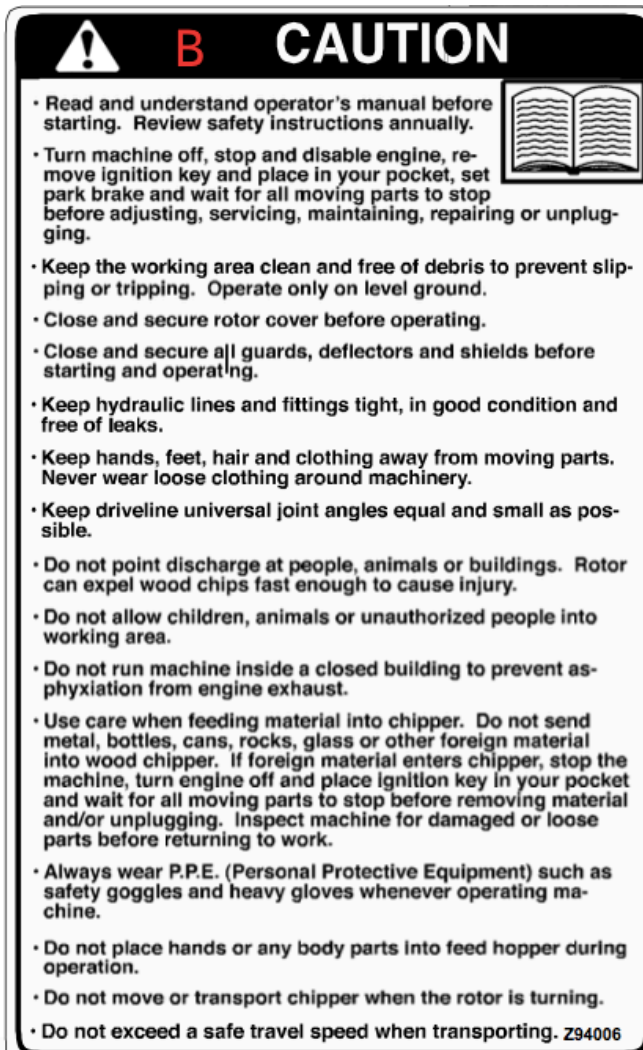 B CAUTION
· Read and understand operator's manual before
starting. Review safety instructions annually.
· Turn machine off, stop and disable engine, re-
move ignition key and place in your pocket, set
park brake and wait for all moving parts to stop
before adjusting, servicing, maintaining, repairing or unplug-
ging.
· Keep the working area clean and free of debris to prevent slip-
ping or tripping. Operate only on level ground.
· Close and secure rotor cover before operating.
· Close and secure all guards, deflectors and shields before
starting and operating.
· Keep hydraulic lines and fittings tight, in good condition and
free of leaks.
· Keep hands, feet, hair and clothing away from moving parts.
Never wear loose clothing around machinery.
· Keep driveline universal joint angles equal and small as pos-
sible.
· Do not point discharge at people, animals or buildings. Rotor
can expel wood chips fast enough to cause injury.
· Do not allow children, animals or unauthorized people into
working area.
· Do not run machine inside a closed building to prevent as-
phyxiation from engine exhaust.
· Use care when feeding material into chipper. Do not send
metal, bottles, cans, rocks, glass or other foreign material
into wood chipper. If foreign material enters chipper, stop the
machine, turn engine off and place ignition key in your pocket
and wait for all moving parts to stop before removing material
and/or unplugging. Inspect machine for damaged or loose
parts before returning to work.
· Always wear P.P.E. (Personal Protective Equipment) such as
safety goggles and heavy gloves whenever operating ma-
chine.
· Do not place hands or any body parts into feed hopper during
operation.
· Do not move or transport chipper when the rotor is turning.
· Do not exceed a safe travel speed when transporting. Z94006